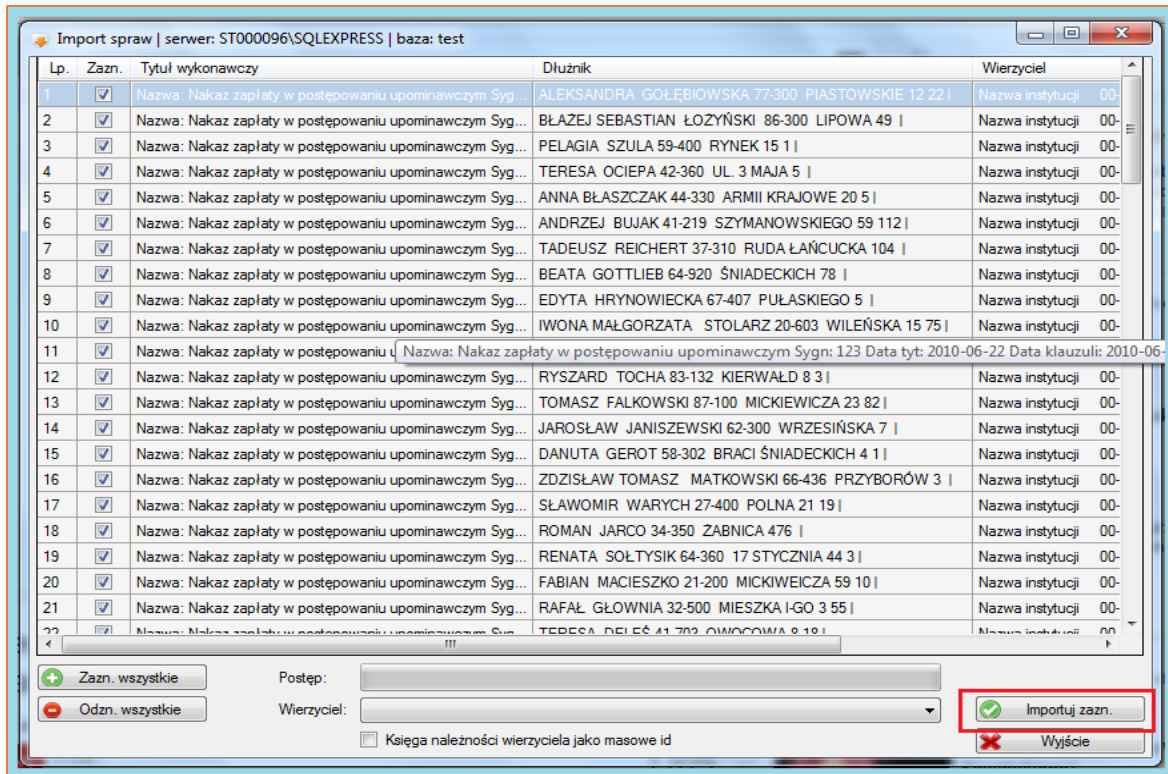 Import spraw | serwer: ST000096\SQLEXPRESS | baza: test
Lp. Zazn. Tytuł wykonawczy Dłużnik Wierzyciel
1 Nazwa: Nakaz zapłaty w postępowaniu upominawczym Syg... ALEKSANDRA GOŁĘBIOWSKA 77-300 PIASTOWSKIE 12 22 | Nazwa instytucji 00-
2 Nazwa: Nakaz zapłaty w postępowaniu upominawczym Syg... BŁAŻEJ SEBASTIAN ŁOŻYŃSKI 86-300 LIPOWA 49 | Nazwa instytucji 00-
3 Nazwa: Nakaz zapłaty w postępowaniu upominawczym Syg... PELAGIA SZULA 59-400 RYNEK 15 1 | Nazwa instytucji 00-
4 Nazwa: Nakaz zapłaty w postępowaniu upominawczym Syg... TERESA OCIEPA 42-360 UL. 3 MAJA 5 | Nazwa instytucji 00-
5 Nazwa: Nakaz zapłaty w postępowaniu upominawczym Syg... ANNA BŁASZCZAK 44-330 ARMII KRAJOWE 20 5 | Nazwa instytucji 00-
6 Nazwa: Nakaz zapłaty w postępowaniu upominawczym Syg... ANDRZEJ BUJAK 41-219 SZYMANOWSKIEGO 59 112 | Nazwa instytucji 00-
7 Nazwa: Nakaz zapłaty w postępowaniu upominawczym Syg... TADEUSZ REICHERT 37-310 RUDA ŁAŃCUCKA 104 | Nazwa instytucji 00-
8 Nazwa: Nakaz zapłaty w postępowaniu upominawczym Syg... BEATA GOTTLIEB 64-920 ŚNIADECKICH 78 | Nazwa instytucji 00-
9 Nazwa: Nakaz zapłaty w postępowaniu upominawczym Syg... EDYTA HRYNOWIECKA 67-407 PUŁASKIEGO 5 | Nazwa instytucji 00-
10 Nazwa: Nakaz zapłaty w postępowaniu upominawczym Syg... IWONA MAŁGORZATA STOLARZ 20-603 WILEŃSKA 15 75 | Nazwa instytucji 00-
11 Nazwa: Nakaz zapłaty w postępowaniu Nazwa: Nakaz zapłaty w postępowaniu upominawczym Sygn: 123 Data tyt: 2010-06-22 Data klauzuli: 2010-06-
12 Nazwa: Nakaz zapłaty w postępowaniu upominawczym Syg... RYSZARD TOCHA 83-132 KIERWAŁD 8 3 | Nazwa instytucji 00-
13 Nazwa: Nakaz zapłaty w postępowaniu upominawczym Syg... TOMASZ FALKOWSKI 87-100 MICKIEWICZA 23 82 | Nazwa instytucji 00-
14 Nazwa: Nakaz zapłaty w postępowaniu upominawczym Syg... JAROSŁAW JANISZEWSKI 62-300 WRZESIŃSKA 7 | Nazwa instytucji 00-
15 Nazwa: Nakaz zapłaty w postępowaniu upominawczym Syg... DANUTA GEROT 58-302 BRACI ŚNIADECKICH 4 1 | Nazwa instytucji 00-
16 Nazwa: Nakaz zapłaty w postępowaniu upominawczym Syg... ZDZISŁAW TOMASZ MATKOWSKI 66-436 PRZYBORÓW 3 | Nazwa instytucji 00-
17 Nazwa: Nakaz zapłaty w postępowaniu upominawczym Syg... SŁAWOMIR WARYCH 27-400 POLNA 21 19 | Nazwa instytucji 00-
18 Nazwa: Nakaz zapłaty w postępowaniu upominawczym Syg... ROMAN JARCO 34-350 ŻABNICA 476 | Nazwa instytucji 00-
19 Nazwa: Nakaz zapłaty w postępowaniu upominawczym Syg... RENATA SOŁTYSIK 64-360 17 STYCZNIA 44 3 | Nazwa instytucji 00-
20 Nazwa: Nakaz zapłaty w postępowaniu upominawczym Syg... FABIAN MACIESZKO 21-200 MICKIWEICZA 59 10 | Nazwa instytucji 00-
21 Nazwa: Nakaz zapłaty w postępowaniu upominawczym Syg... RAFAŁ GŁOWNIA 32-500 MIESZKA I-GO 3 55 | Nazwa instytucji 00-
22 Nazwa: Nakaz zapłaty w postępowaniu upominawczym Syg... TERESA DELEŚ 41-703 OWOCOWA 8 18 | Nazwa instytucji 00-
Zazn. wszystkie Postęp:
Odzn. wszystkie Wierzyciel: Importuj zazn.
Księga należności wierzyciela jako masowe id Wyjście